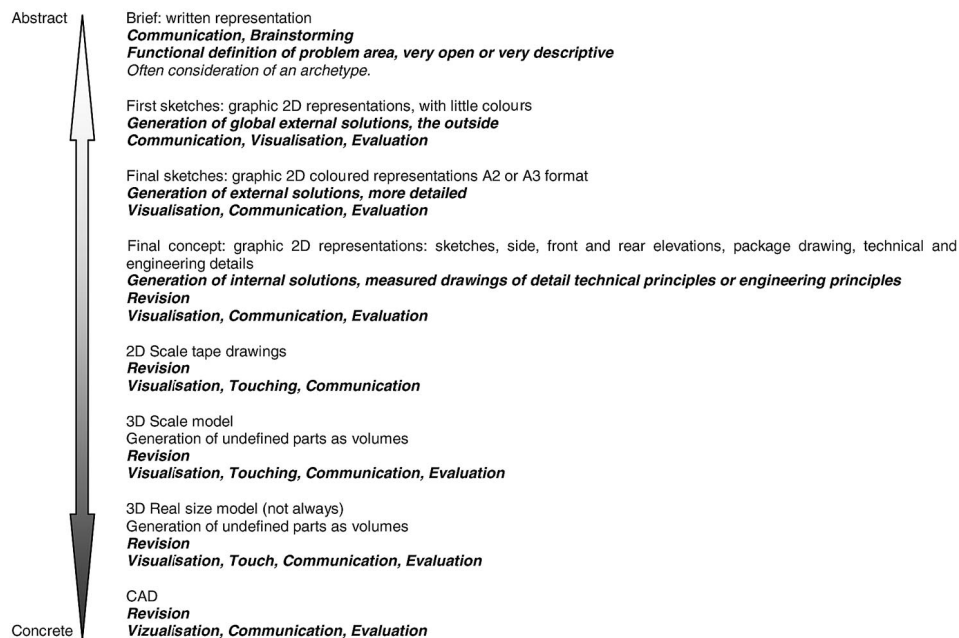 Abstract
Brief: written representation
Communication, Brainstorming
Functional definition of problem area, very open or very descriptive
Often consideration of an archetype.
First sketches: graphic 2D representations, with little colours
Generation of global external solutions, the outside
Communication, Visualisation, Evaluation
Final sketches: graphic 2D coloured representations A2 or A3 format
Generation of external solutions, more detailed
Visualisation, Communication, Evaluation
Final concept: graphic 2D representations: sketches, side, front and rear elevations, package drawing, technical and
engineering details
Generation of internal solutions, measured drawings of detail technical principles or engineering principles
Revision
Visualisation, Communication, Evaluation
2D Scale tape drawings
Revision
Visualisation, Touching, Communication
3D Scale model
Generation of undefined parts as volumes
Revision
Visualisation, Touching, Communication, Evaluation
3D Real size model (not always)
Generation of undefined parts as volumes
Revision
Visualisation, Touch, Communication, Evaluation
CAD
Revision
Concrete
Vizualisation, Communication, Evaluation